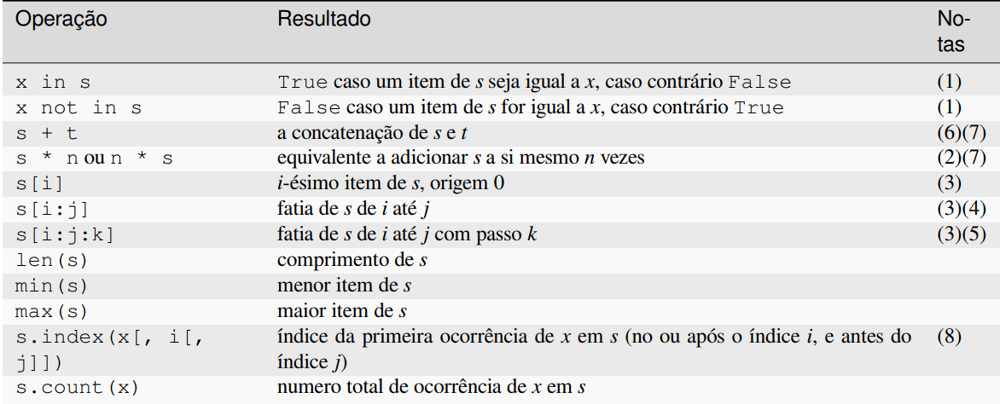 Operação Resultado No-
tas
x in s True caso um item de s seja igual a x, caso contrário False (1)
x not in s False caso um item de s for igual a x, caso contrário True (1)
s + t a concatenação de s e t (6)(7)
s * n ou n * s equivalente a adicionar s a si mesmo n vezes (2)(7)
s[i] i-ésimo item de s, origem 0 (3)
s[i:j] fatia de s de i até j (3)(4)
s[i:j:k] fatia de s de i até j com passo k (3)(5)
len(s) comprimento de s
min(s) menor item de s
max(s) maior item de s
s.index(x[, i[, índice da primeira ocorrência de x em s (no ou após o índice i, e antes do (8)
j]]) índice j)
s.count(x) numero total de ocorrência de x em s